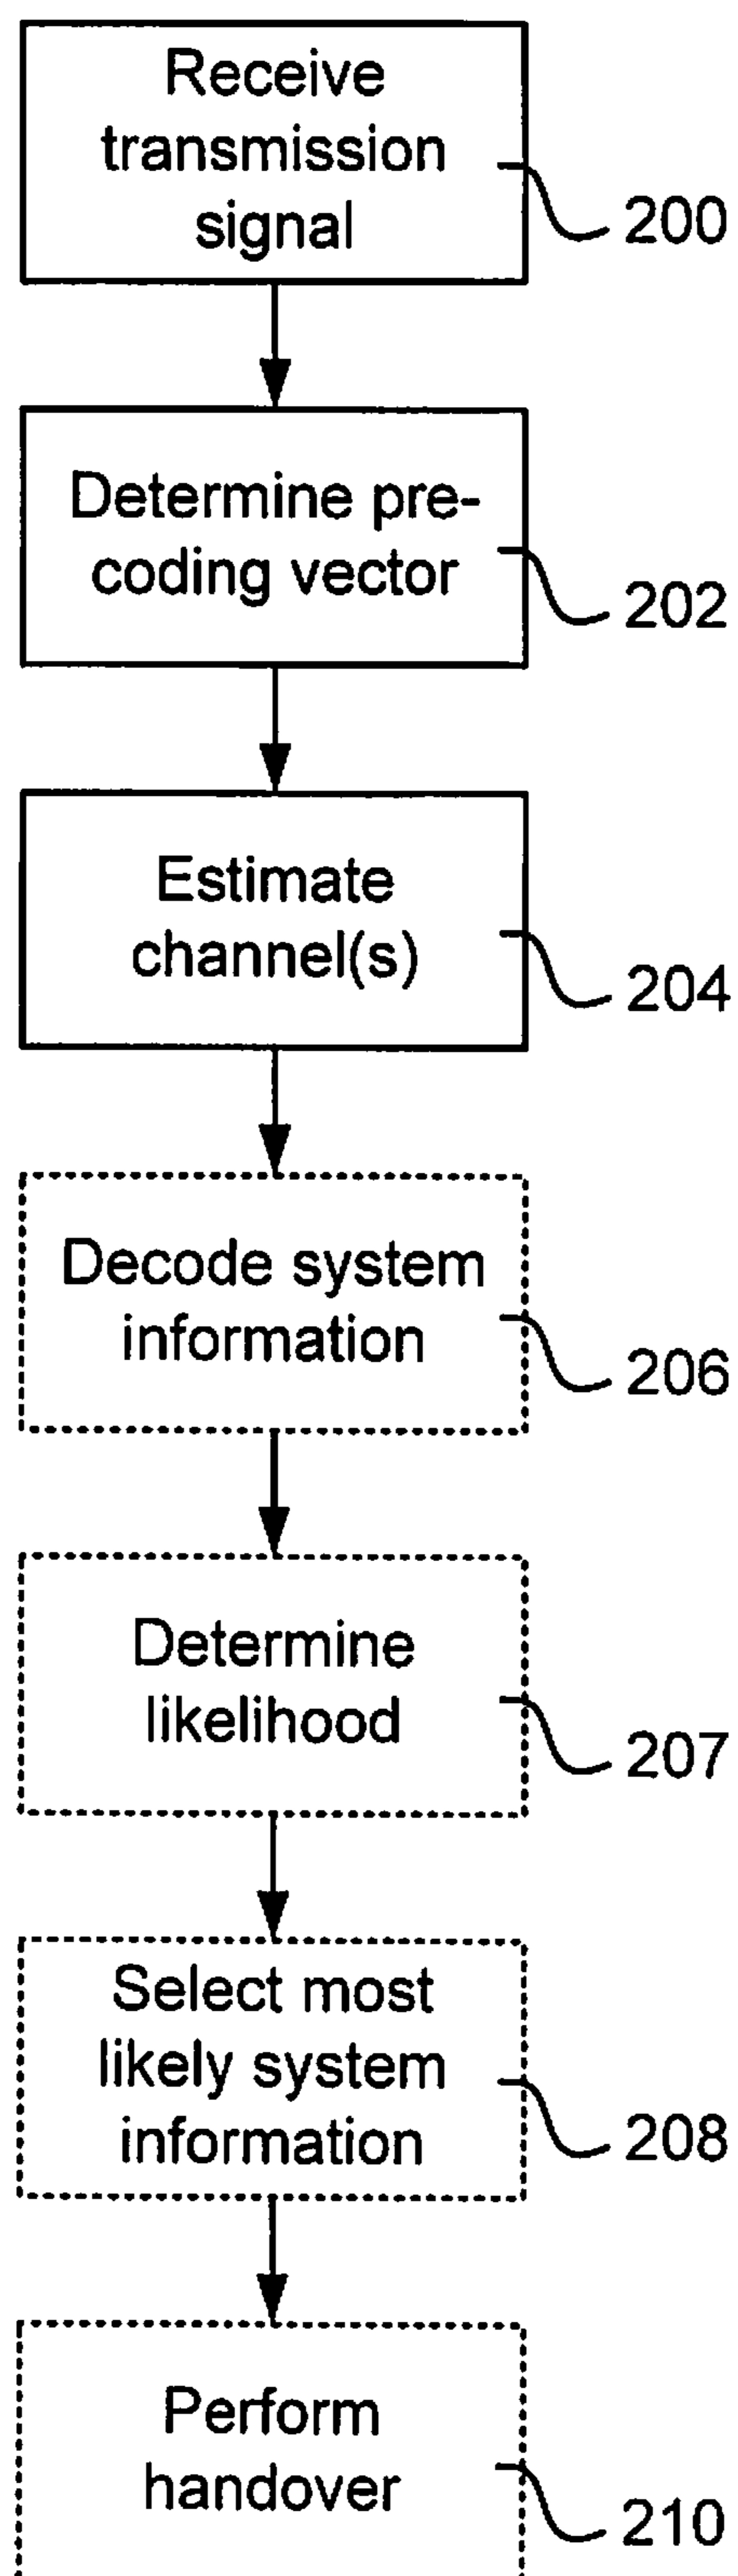 Receive
transmission
signal
200
Determine pre-
coding vector
202
Estimate
channel(s)
204
Decode system
information
206
Determine
likelihood
207
Select most
likely system
information
208
Perform
handover
210